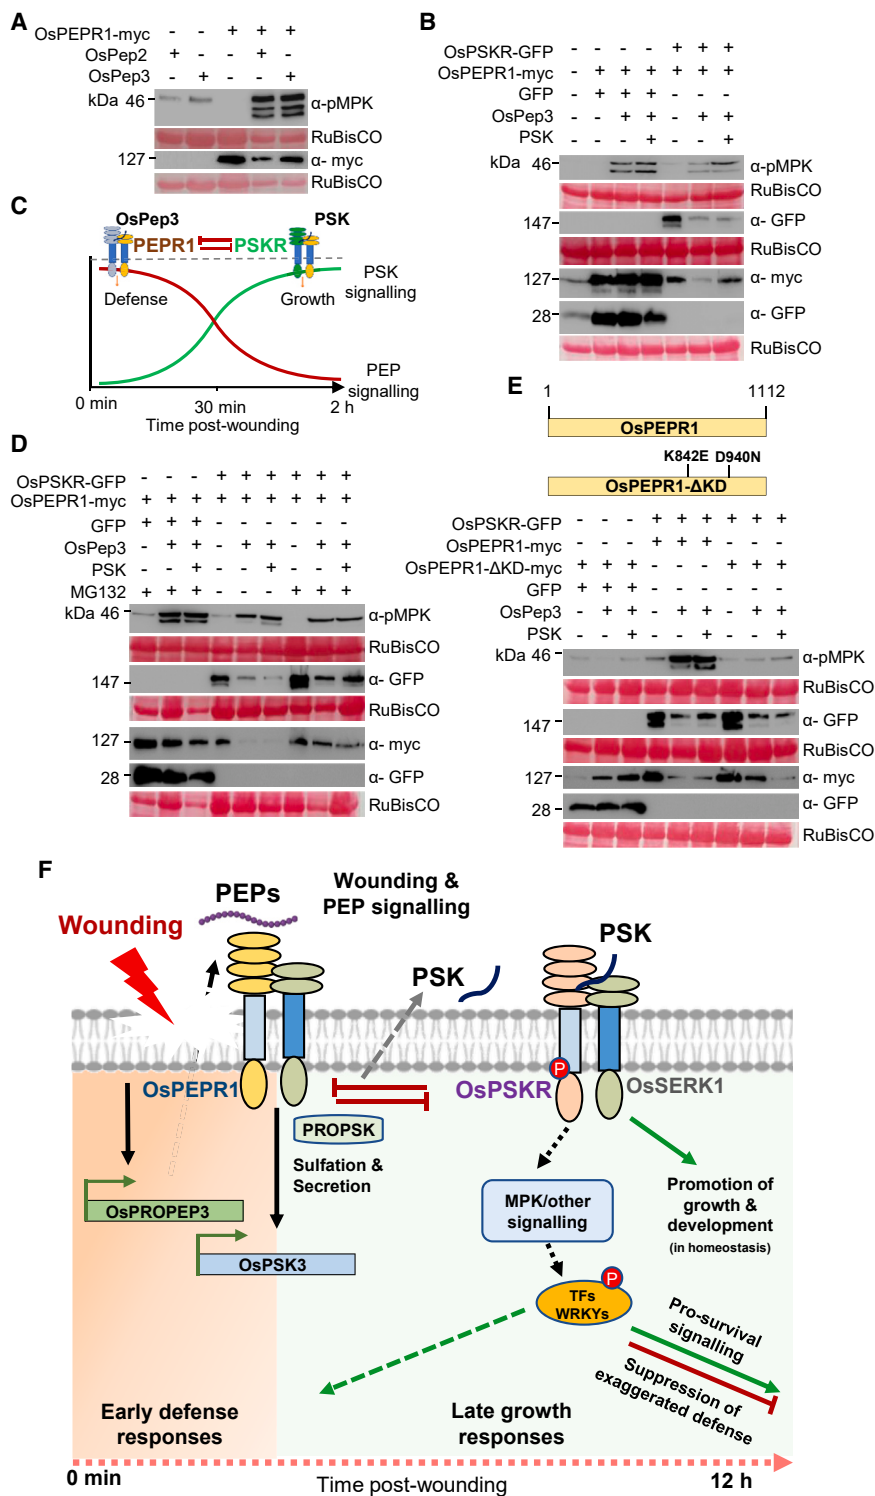 A
OsPEPR1-myc - - + + +
OsPep2 + - - + -
OsPep3 - + - - +
kDa 46 α-pMPK
RuBisCO
127 α- myc
RuBisCO
B
OsPSKR-GFP - - - - + + +
OsPEPR1-myc - + + + + + +
GFP - + + + - - -
OsPep3 - - + + - + +
PSK - - - + - - +
kDa 46 α-pMPK
RuBisCO
147 α- GFP
RuBisCO
127 α- myc
28 α- GFP
RuBisCO
C
OsPep3 PSK
PEPR1 PSKR
Defense Growth
PSK signalling
PEP signalling
0 min 30 min 2 h
Time post-wounding
D
OsPSKR-GFP - - - + + + + + +
OsPEPR1-myc + + + + + + + + +
GFP + + + - - - - - -
OsPep3 - + + - + + - + +
PSK - - + - - + - - +
MG132 + + + - - - + + +
kDa 46 α-pMPK
RuBisCO
147 α- GFP
RuBisCO
127 α- myc
28 α- GFP
RuBisCO
E
1 1112
OsPEPR1
K842E D940N
OsPEPR1-ΔKD
OsPSKR-GFP - - - + + + + + +
OsPEPR1-myc - - - + + + - - -
OsPEPR1-ΔKD-myc + + + - - - + + +
GFP + + + - - - - - -
OsPep3 - + + - + + - + +
PSK - - + - - + - - +
kDa 46 α-pMPK
RuBisCO
147 α- GFP
RuBisCO
127 α- myc
28 α- GFP
RuBisCO
F
Wounding
PEPs
Wounding &
PEP signalling
PSK
PSK
OsPEPR1
P
OsPSKR
OsSERK1
PROPSK
Sulfation &
Secretion
OsPROPEP3
OsPSK3
MPK/other
signalling
Promotion of
growth &
development
(in homeostasis)
P
TFs
WRKYs
Pro-survival
signalling
Suppression of
exaggerated defense
Early defense
responses
Late growth
responses
0 min Time post-wounding 12 h